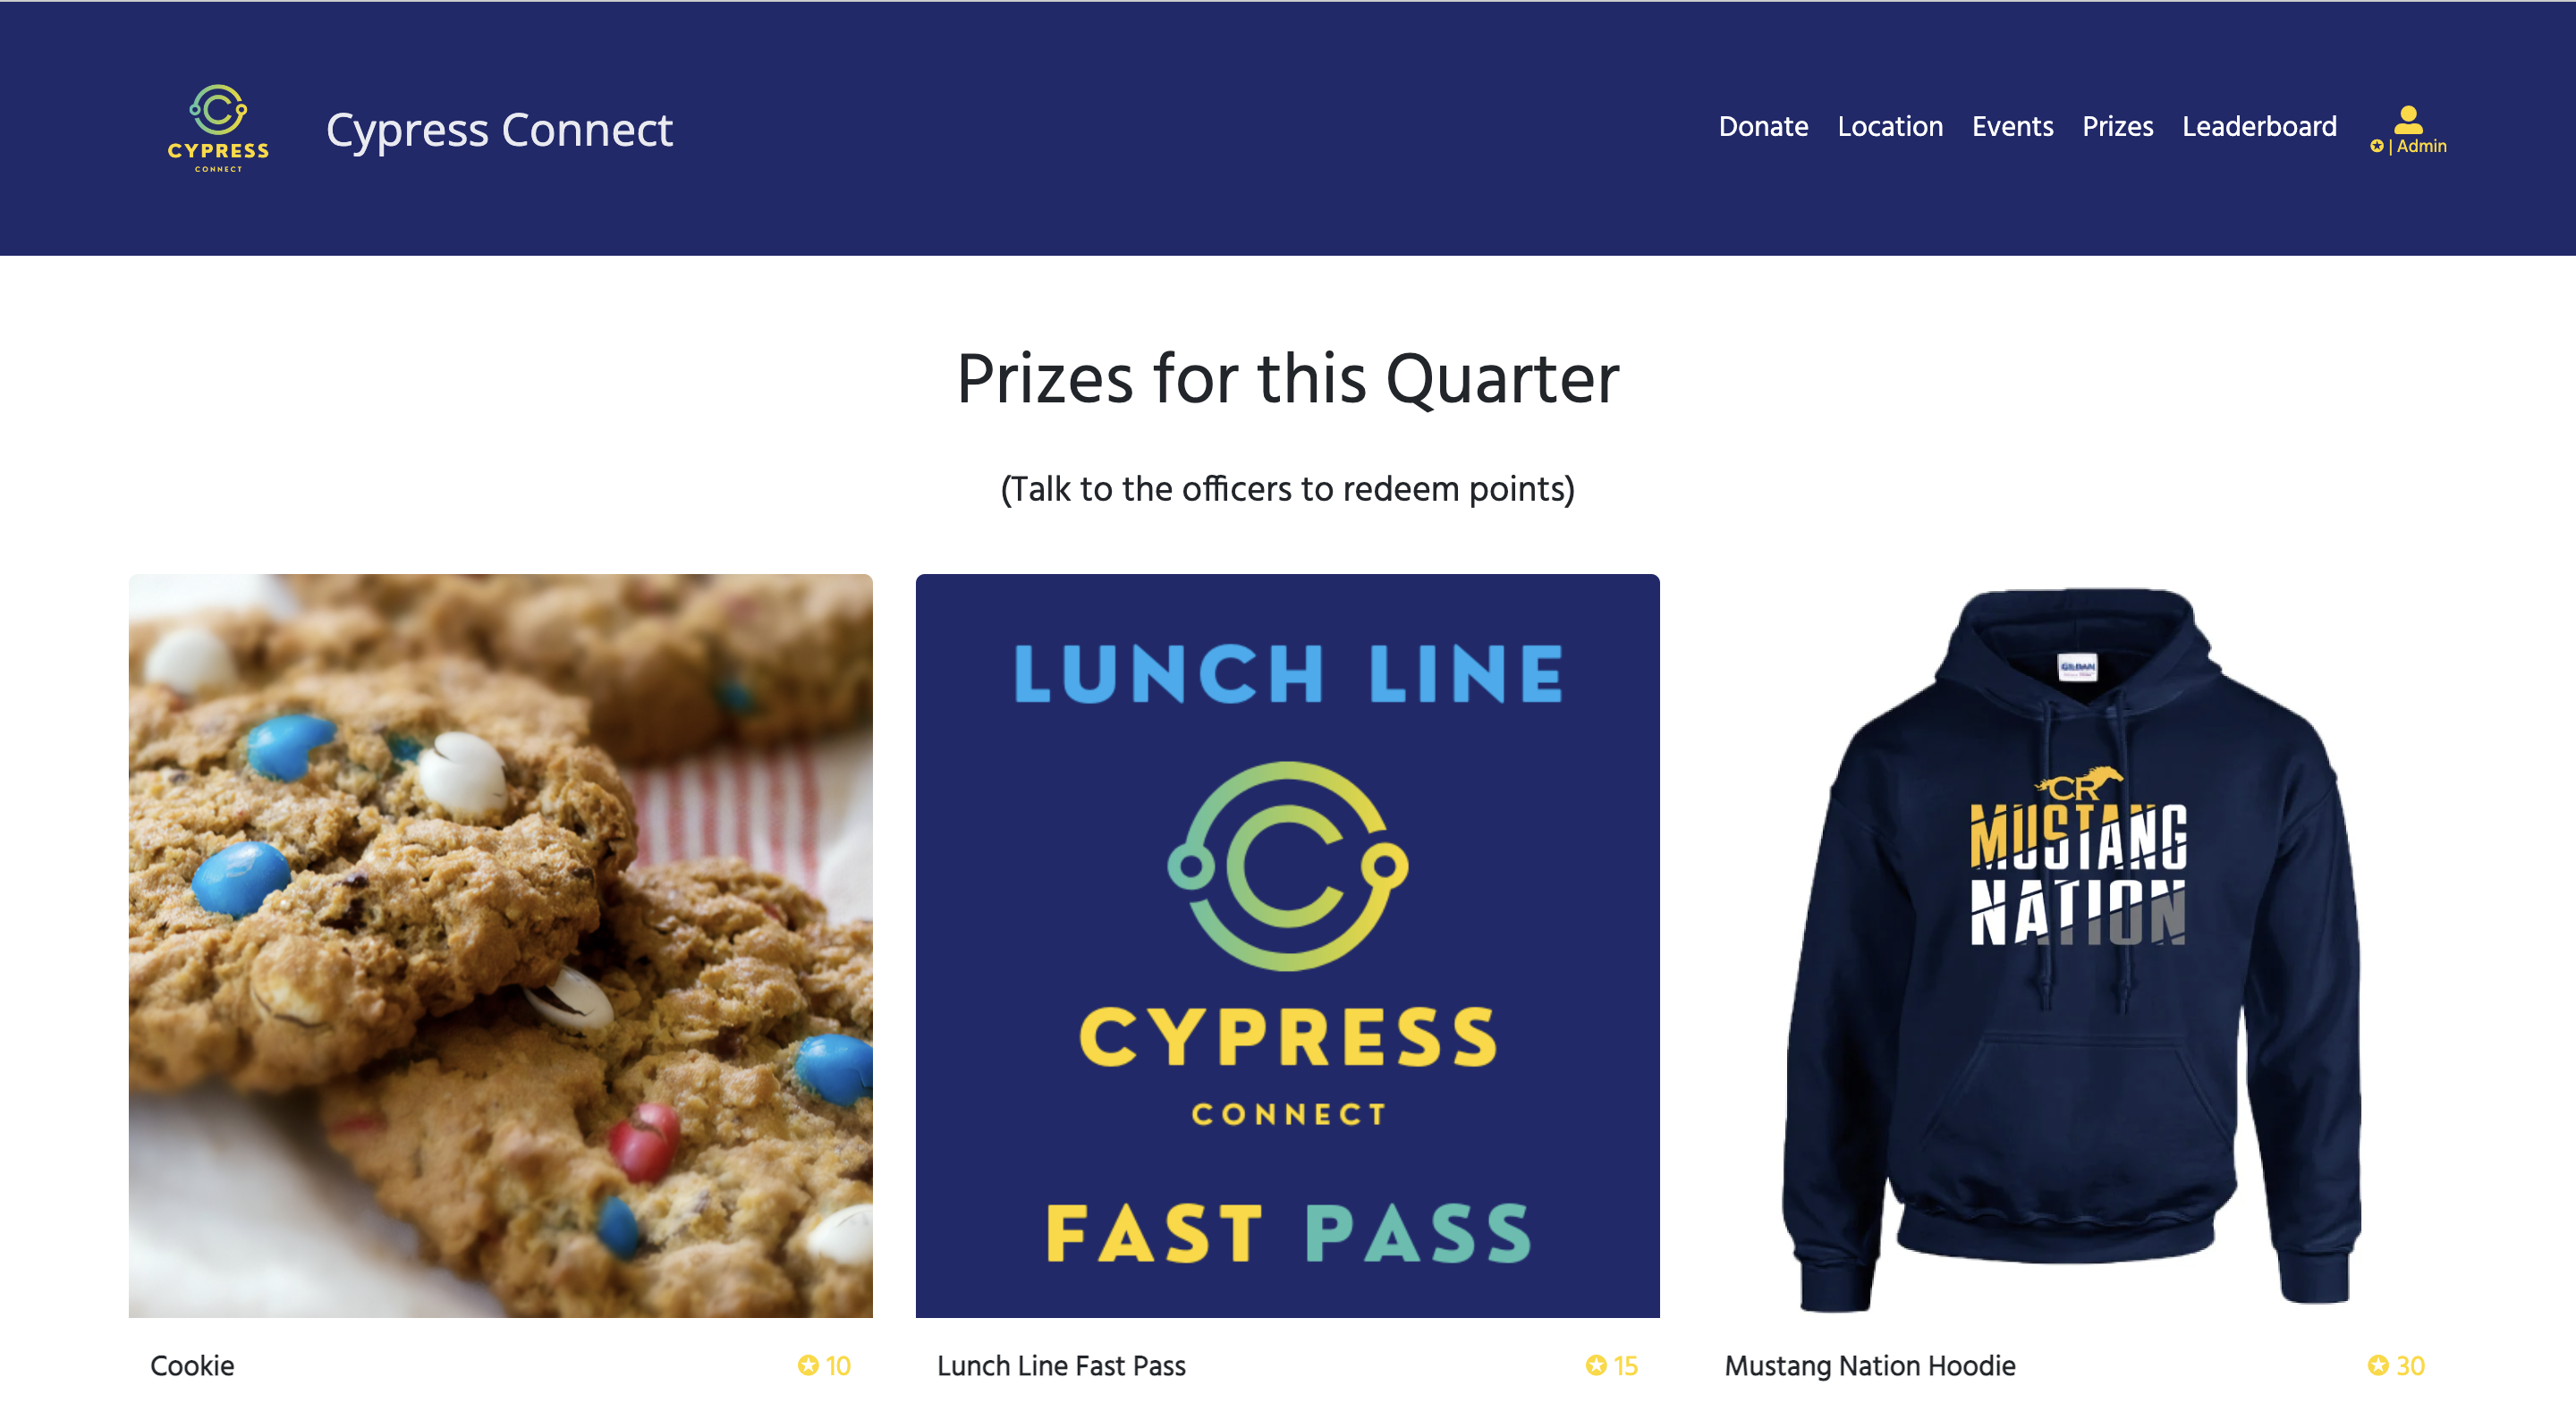 CYPRESS
CONNECT
Cypress Connect
Donate Location Events Prizes Leaderboard
| Admin
Prizes for this Quarter
(Talk to the officers to redeem points)
LUNCH LINE
C
CYPRESS
CONNECT
FAST PASS
GILDAN
CR
MUSTANG
NATION
Cookie 10
Lunch Line Fast Pass 15
Mustang Nation Hoodie 30